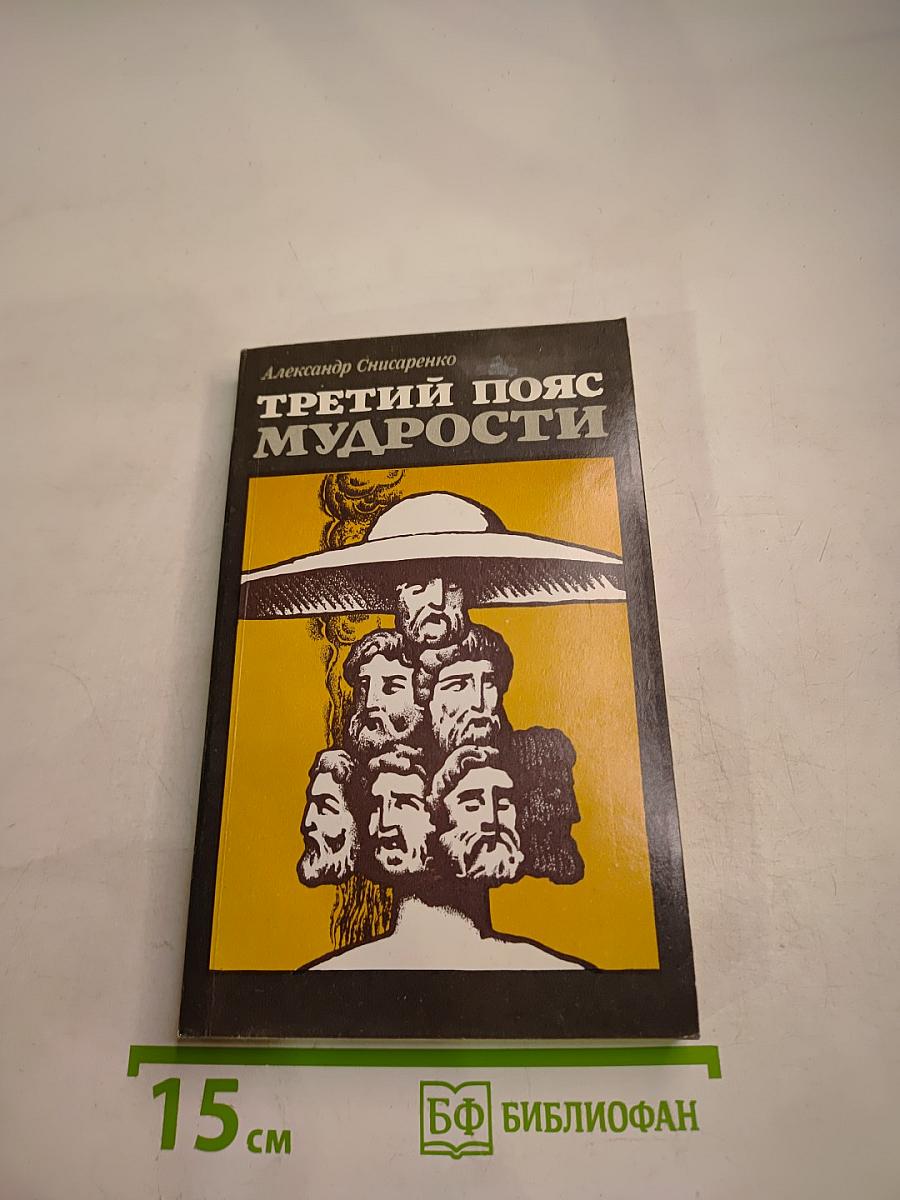 Александр Снисаренко
ТРЕТИЙ ПОЯС
МУДРОСТИ
15 см
БФ БИБЛИОФАН